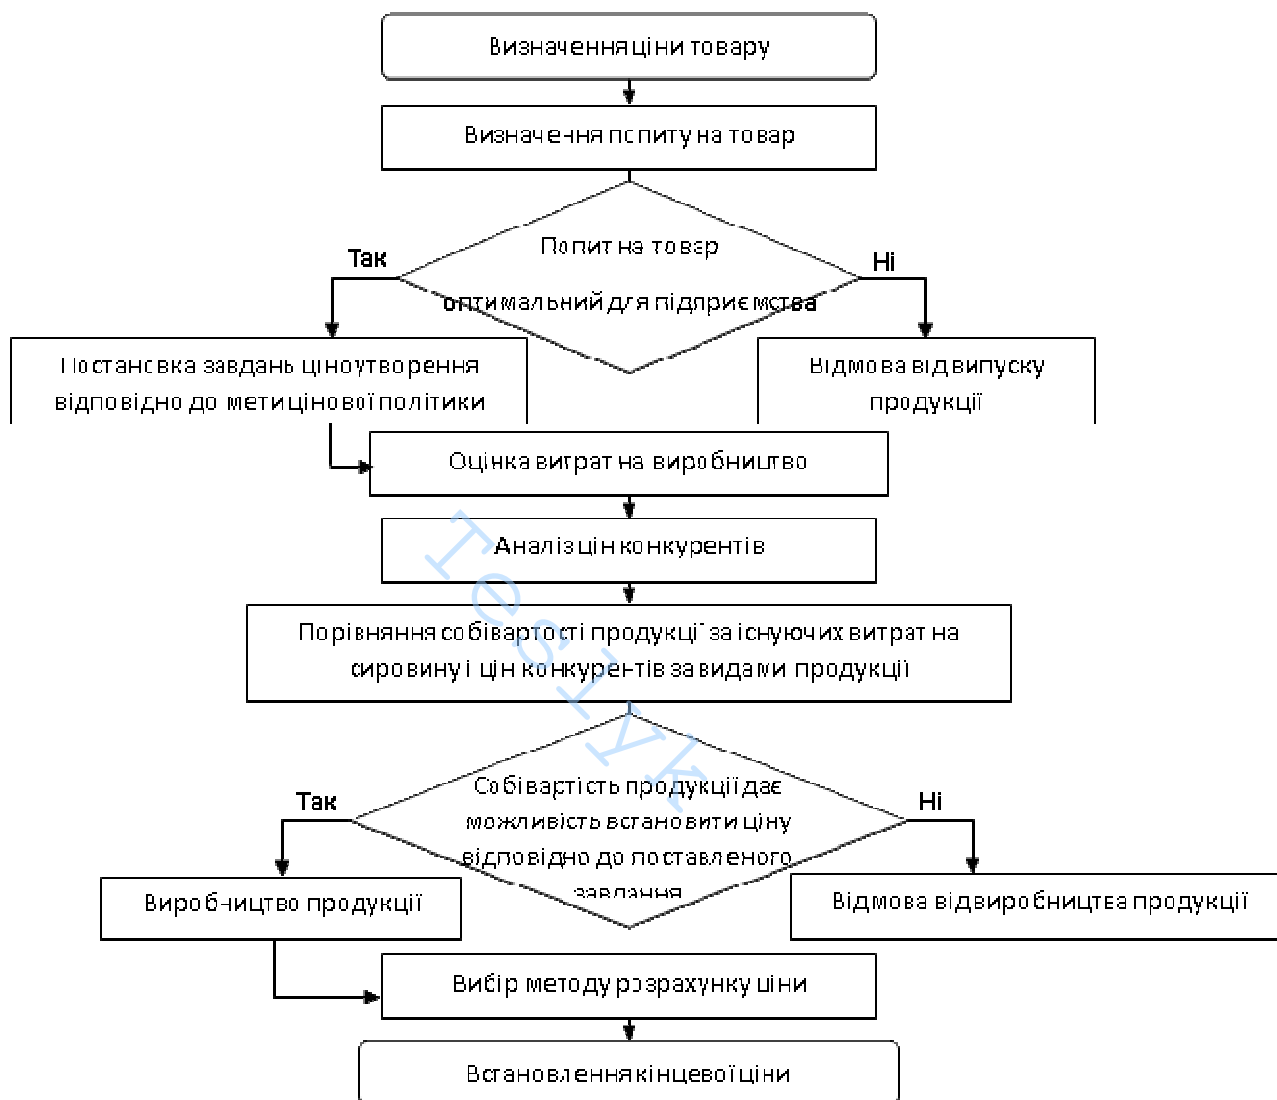 Визначення ціни товару
Визначення попиту на товар
Попит на товар
оптимальний для підприємства
Так
Ні
Постановка завдань ціноутворення
відповідно до мети цінової політики
Відмова від випуску
продукції
Оцінка витрат на виробництво
Аналіз цін конкурентів
Порівняння собівартості продукції за існуючих витрат на
сировину і цін конкурентів за видами продукції
Собівартість продукції дає
можливість встановити ціну
відповідно до поставленого
завдання
Так
Ні
Виробництво продукції
Відмова від виробництва продукції
Вибір методу розрахунку ціни
Встановлення кінцевої ціни
Teslyk